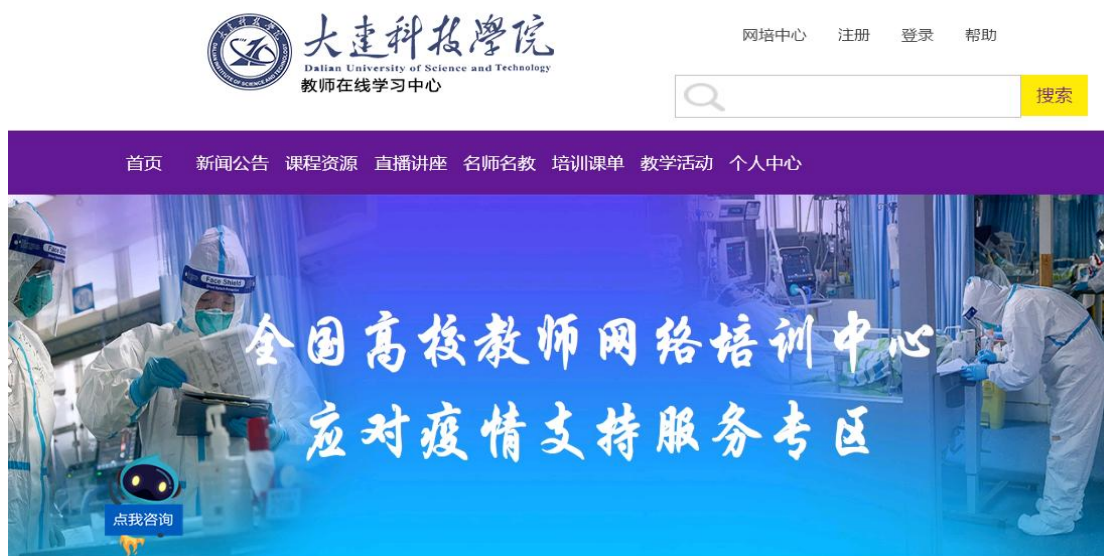 大连科技學院
Dalian University of Science and Technology
教师在线学习中心
网培中心 注册 登录 帮助
搜索
首页 新闻公告 课程资源 直播讲座 名师名教 培训课单 教学活动 个人中心
Face Shield
全国高校教师网络培训中心
应对疫情支持服务专区
点我咨询